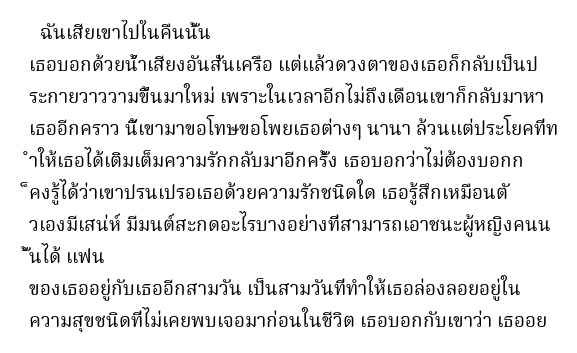 ฉันเสียเขาไปในคืนนั้น
เธอบอกด้วยน้ำเสียงอันสั่นเครือ แต่แล้วดวงตาของเธอก็กลับเป็นป
ระกายวาววามขึ้นมาใหม่ เพราะในเวลาอีกไม่ถึงเดือนเขาก็กลับมาหา
เธออีกคราว นี่เขามาขอโทษขอโพยเธอต่างๆ นานา ล้วนแต่ประโยคที่ท
ำให้เธอได้เติมเต็มความรักกลับมาอีกครั้ง เธอบอกว่าไม่ต้องบอกก
็คงรู้ได้ว่าเขาปรนเปรอเธอด้วยความรักชนิดใด เธอรู้สึกเหมือนตั
วเองมีเสน่ห์ มีมนต์สะกดอะไรบางอย่างที่สามารถเอาชนะผู้หญิงคนน
ั้นได้ แฟน
ของเธออยู่กับเธออีกสามวัน เป็นสามวันที่ทำให้เธอล่องลอยอยู่ใน
ความสุขชนิดที่ไม่เคยพบเจอมาก่อนในชีวิต เธอบอกกับเขาว่า เธออย